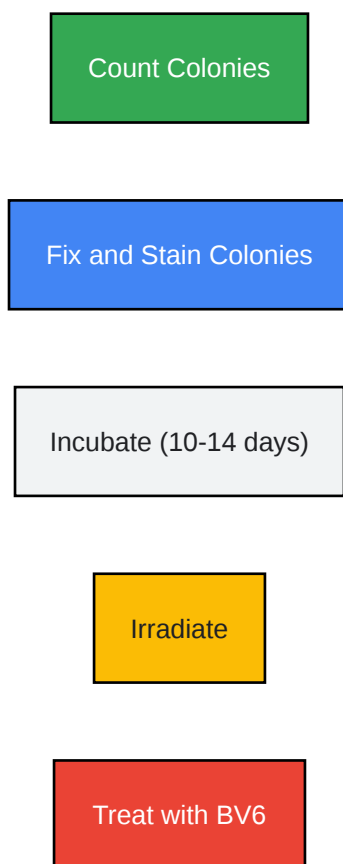 Count Colonies
Fix and Stain Colonies
Incubate (10-14 days)
Irradiate
Treat with BV6